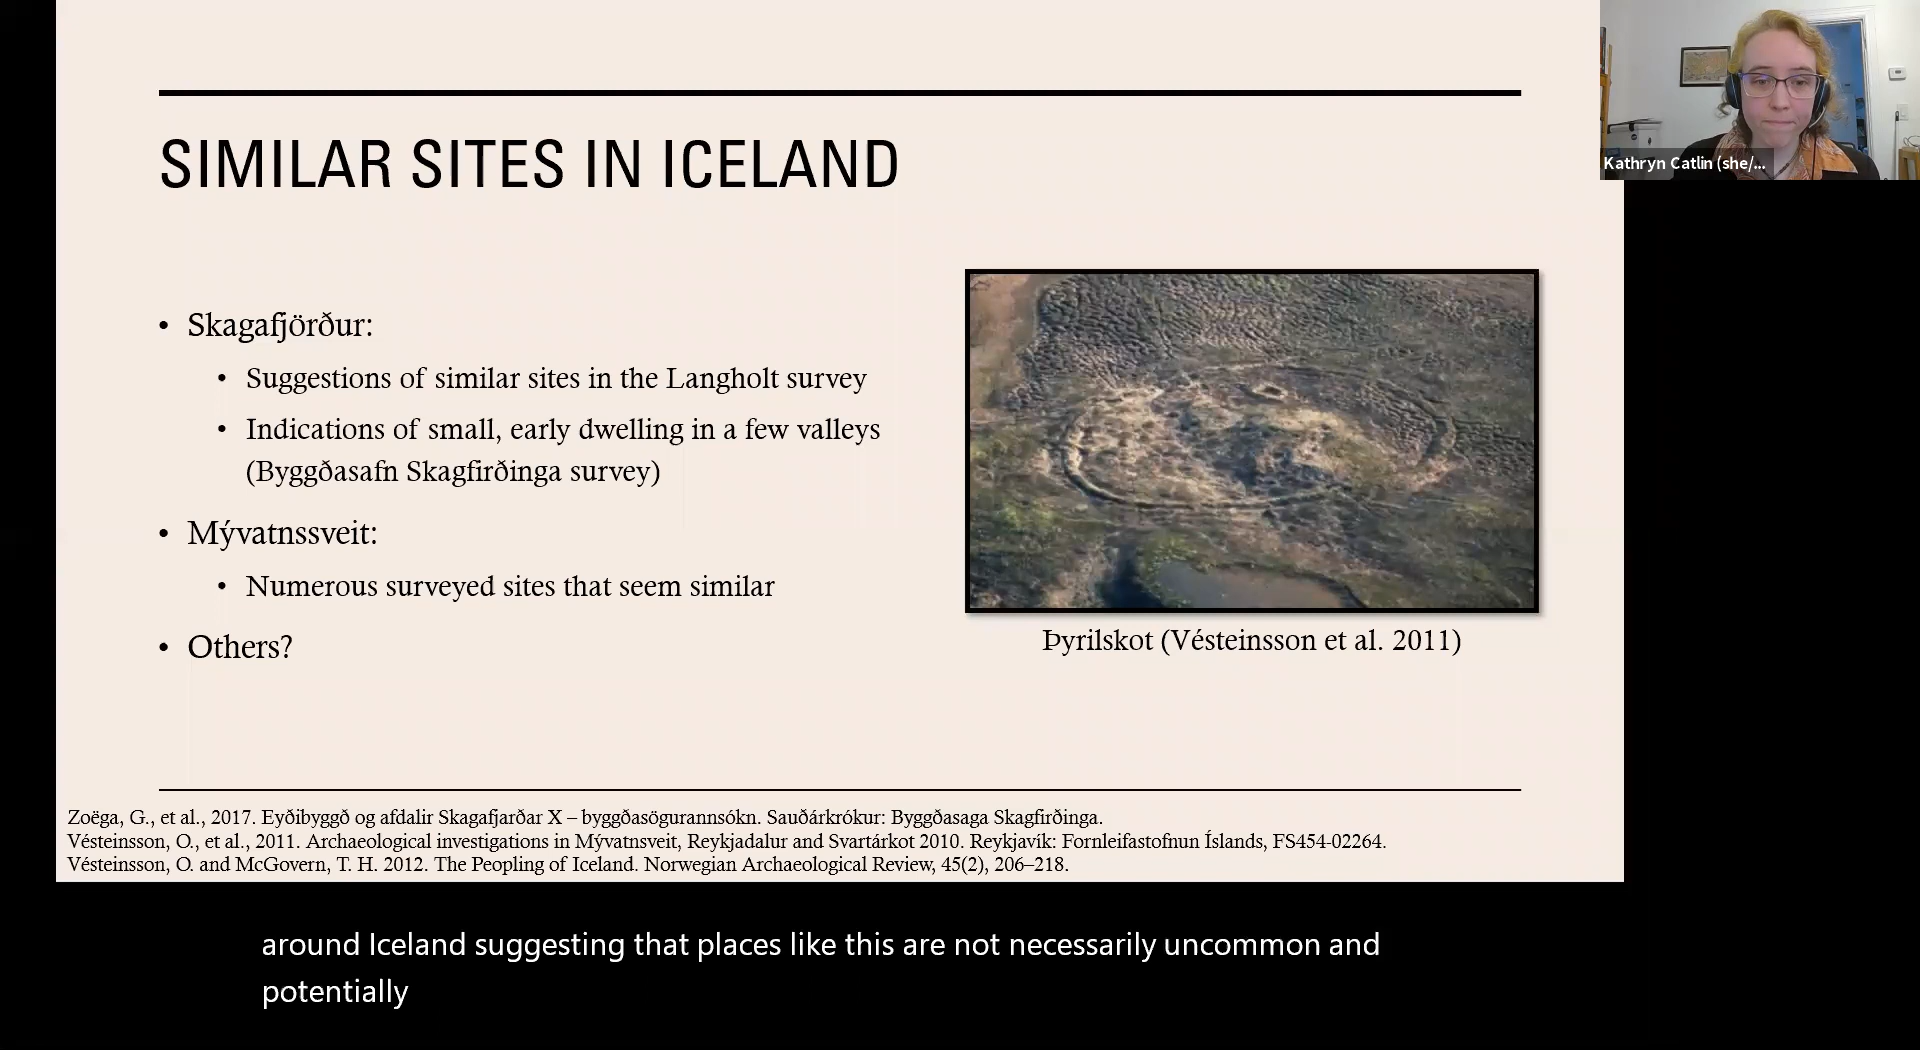 SIMILAR SITES IN ICELAND
• Skagafjörður:
• Suggestions of similar sites in the Langholt survey
• Indications of small, early dwelling in a few valleys
(Byggðasafn Skagfirðinga survey)
• Mývatnssveit:
• Numerous surveyed sites that seem similar
• Others?
Þyrilskot (Vésteinsson et al. 2011)
Zoëga, G., et al., 2017. Eyðibyggð og afdalir Skagafjarðar X – byggðasögurannsókn. Sauðárkrókur: Byggðasaga Skagfirðinga.
Vésteinsson, O., et al., 2011. Archaeological investigations in Mývatnsveit, Reykjadalur and Svartárkot 2010. Reykjavík: Fornleifastofnun Íslands, FS454-02264.
Vésteinsson, O. and McGovern, T. H. 2012. The Peopling of Iceland. Norwegian Archaeological Review, 45(2), 206–218.
Kathryn Catlin (she/...
around Iceland suggesting that places like this are not necessarily uncommon and
potentially